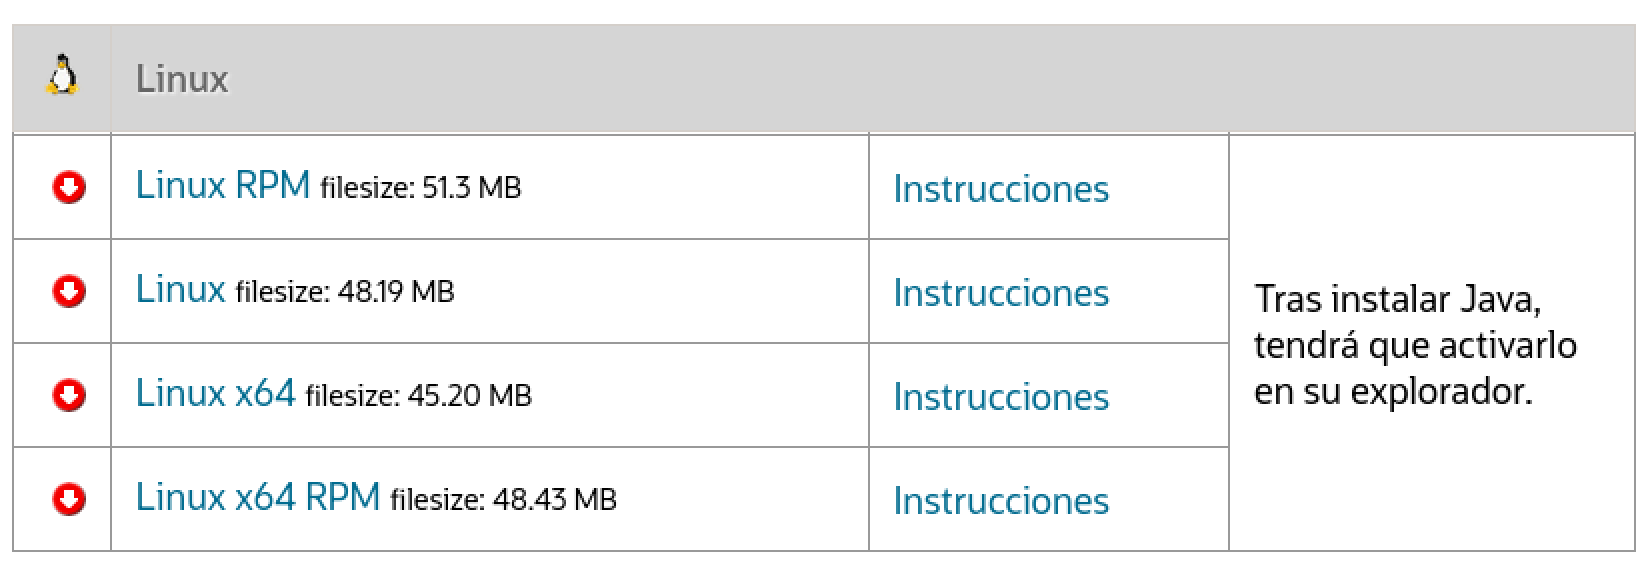 Linux
Linux RPM filesize: 51.3 MB
Instrucciones
Linux filesize: 48.19 MB
Instrucciones
Linux x64 filesize: 45.20 MB
Instrucciones
Linux x64 RPM filesize: 48.43 MB
Instrucciones
Tras instalar Java,
tendrá que activarlo
en su explorador.